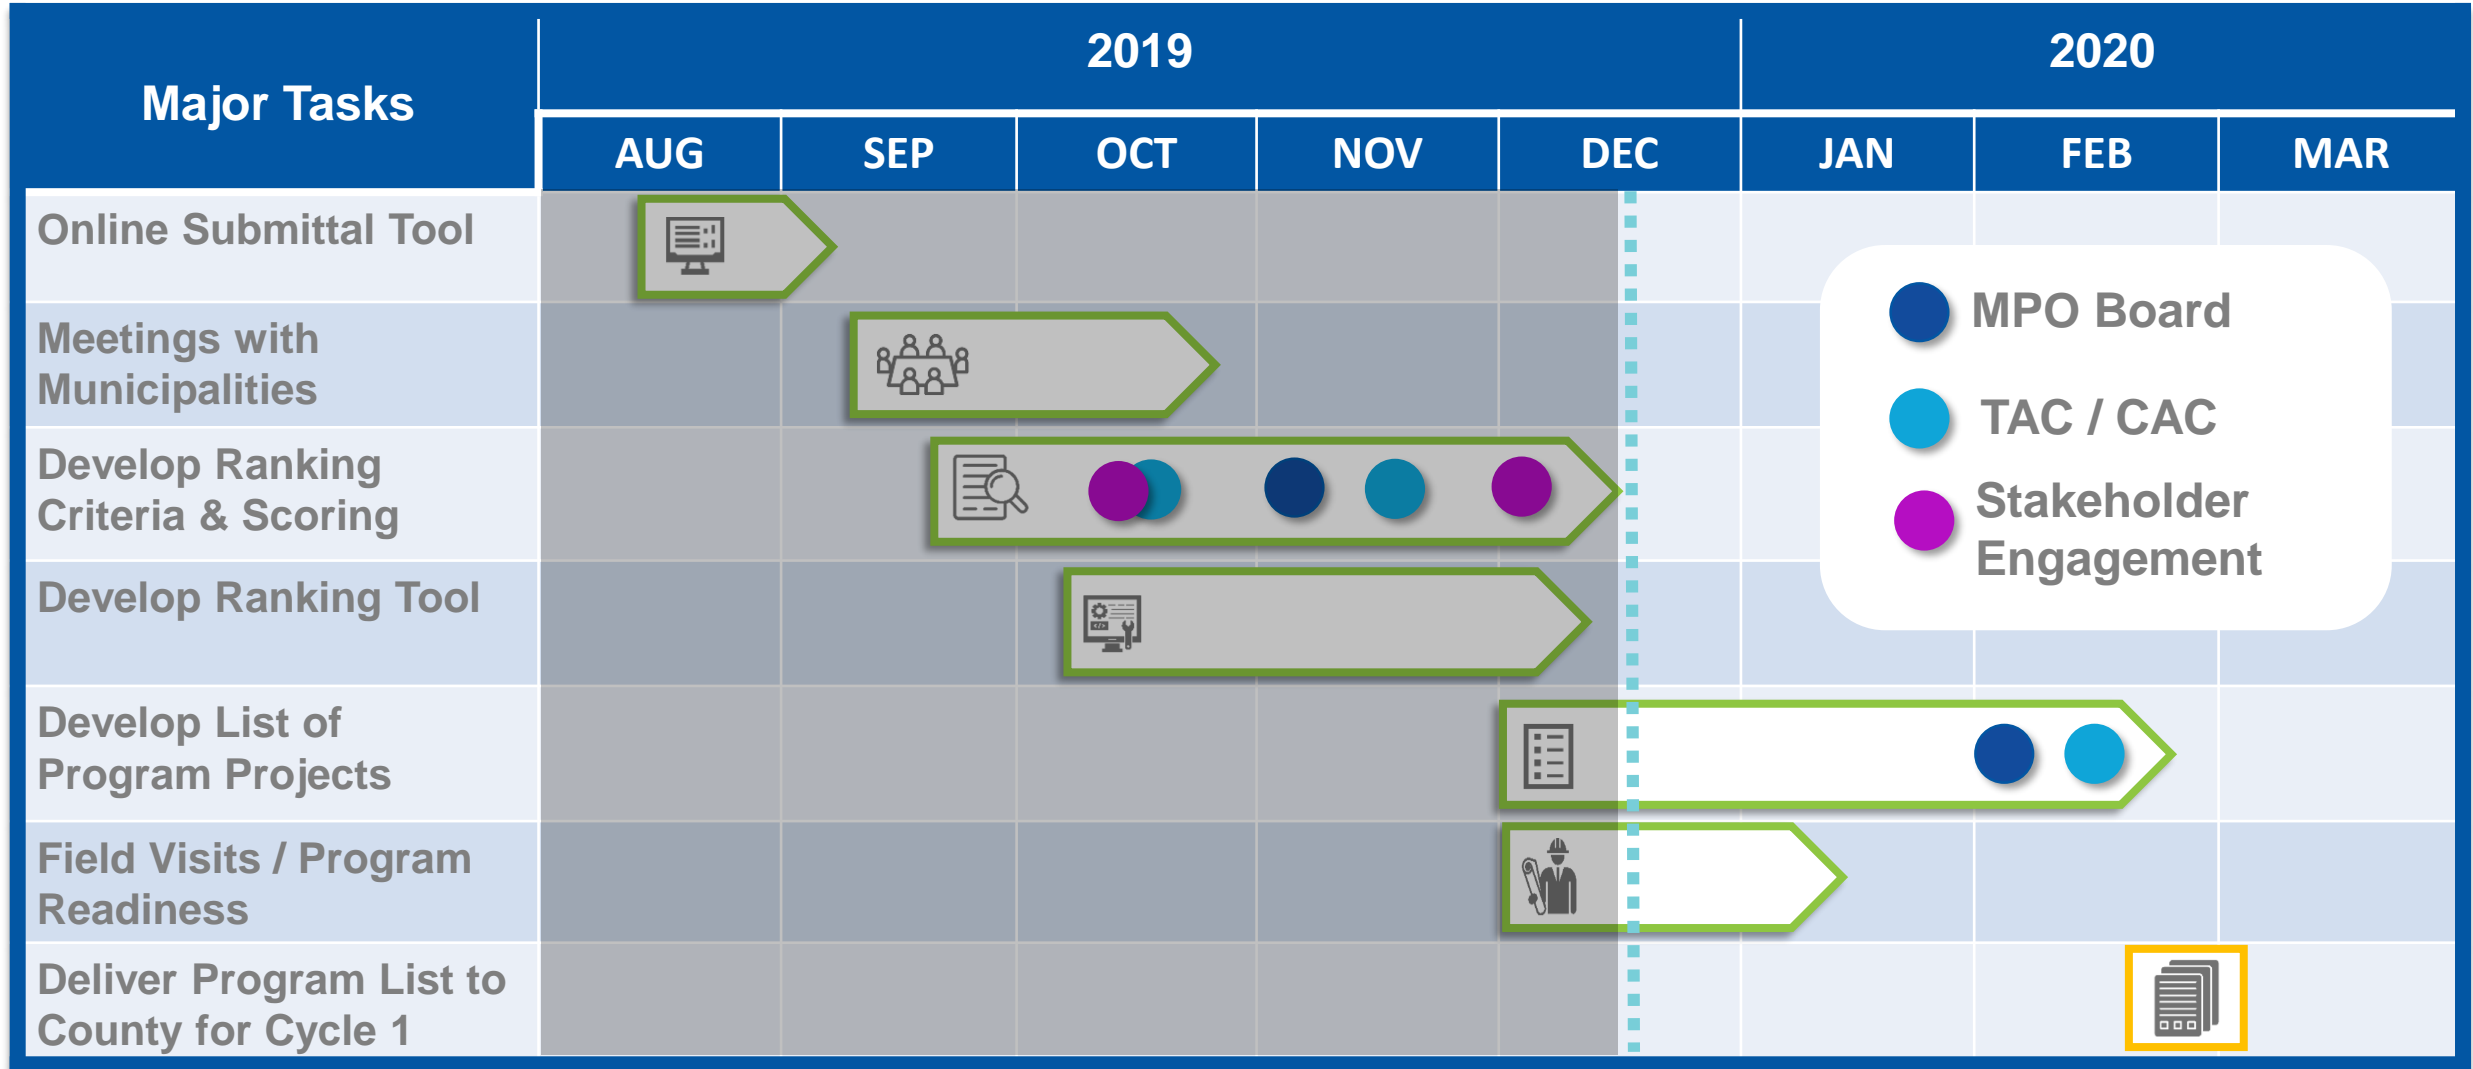 Major Tasks
2019
2020
AUG
SEP
OCT
NOV
DEC
JAN
FEB
MAR
Online Submittal Tool
Meetings with
Municipalities
Develop Ranking
Criteria & Scoring
Develop Ranking Tool
Develop List of
Program Projects
Field Visits / Program
Readiness
Deliver Program List to
County for Cycle 1
MPO Board
TAC / CAC
Stakeholder
Engagement